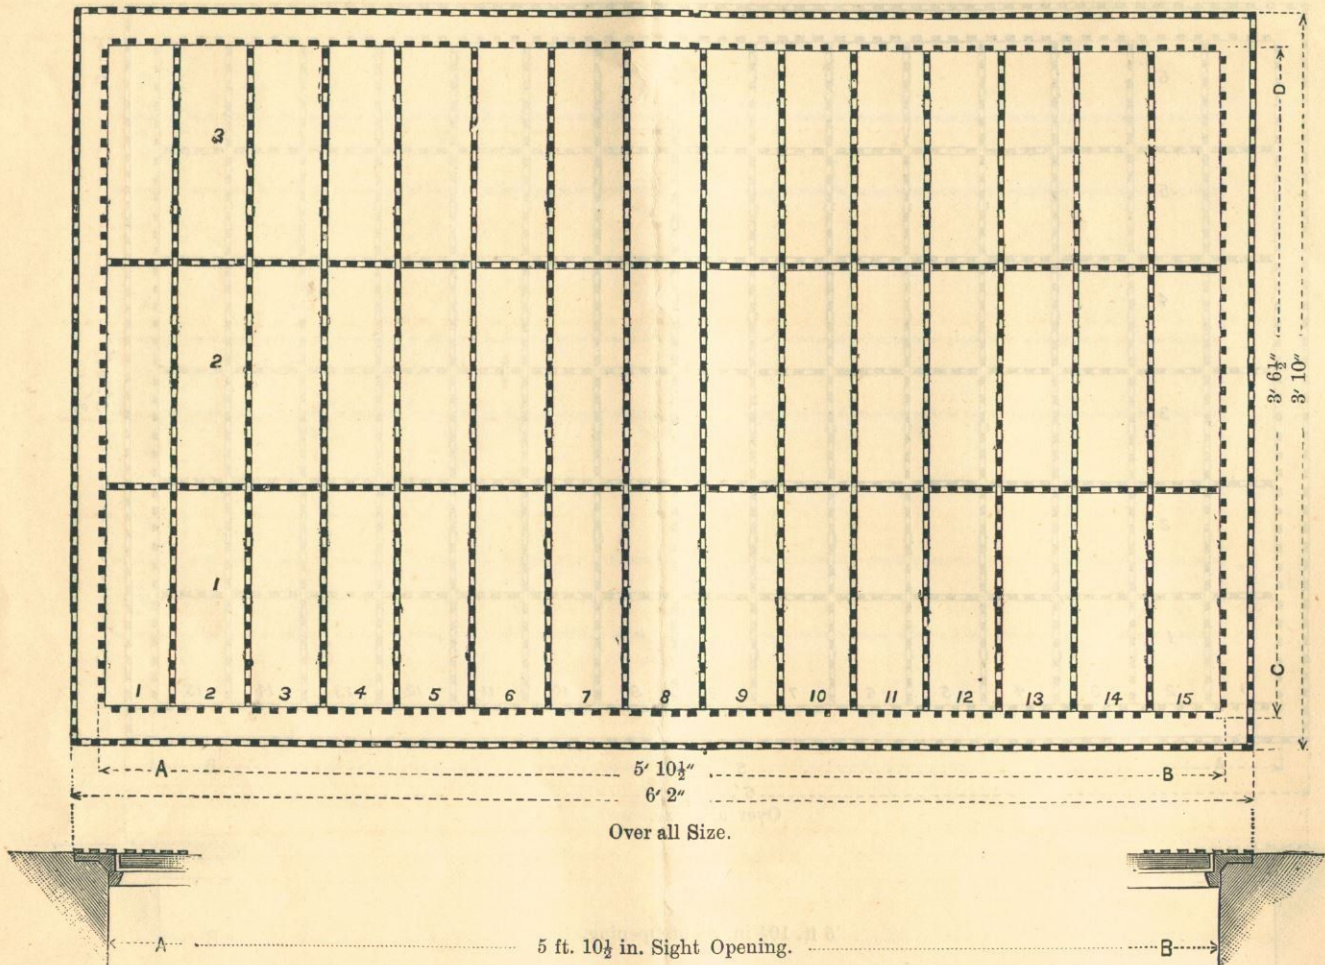 D
3
2
3′ 6½″
3′ 10″
1
C
1 2 3 4 5 6 7 8 9 10 11 12 13 14 15
A 5′ 10½″ B
6′ 2″
Over all Size.
A 5 ft. 10½ in. Sight Opening. B